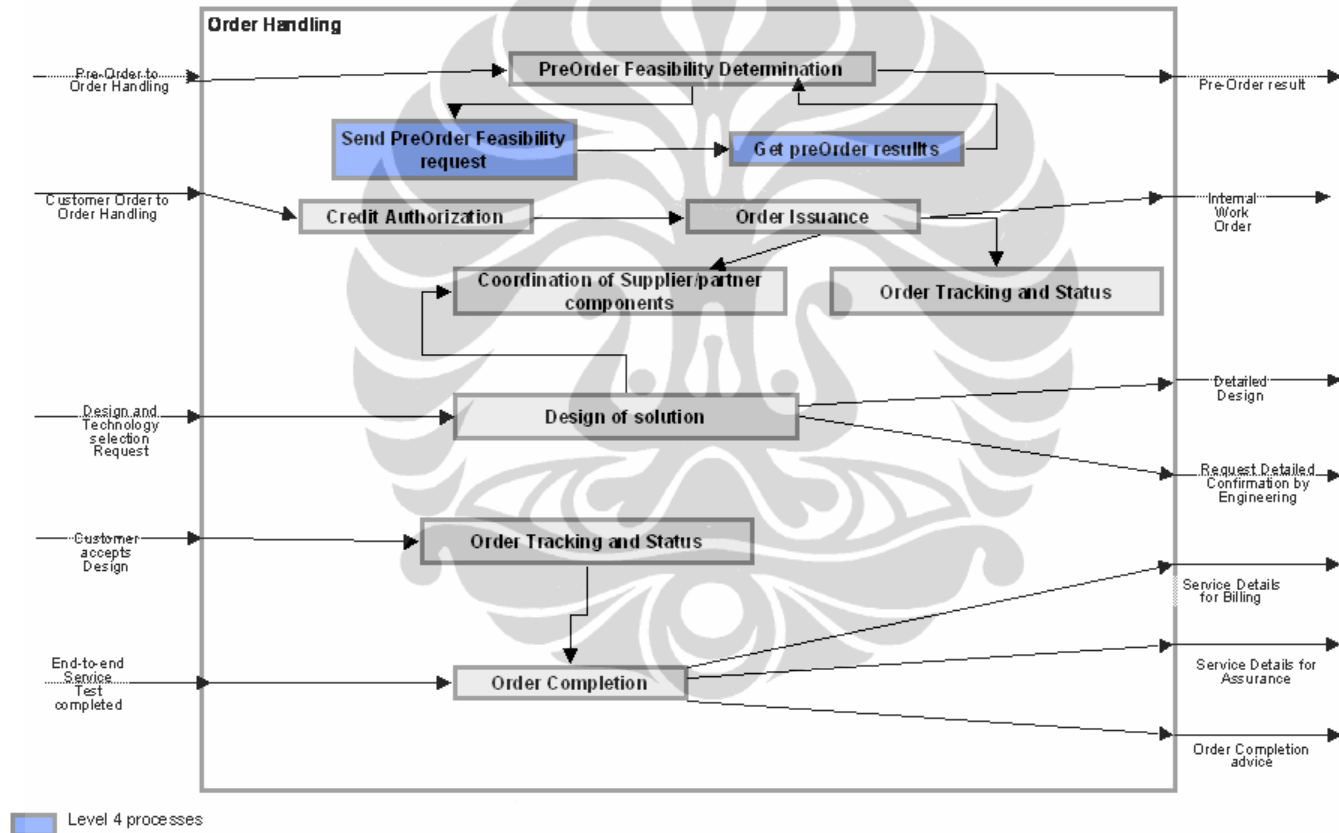 Order Handling
Pre-Order to
Order Handling
PreOrder Feasibility Determination
Pre-Order result
Send PreOrder Feasibility
request
Get preOrder resullts
Customer Order to
Order Handling
Credit Authorization
Order Issuance
Internal
Work
Order
Coordination of Supplier/partner
components
Order Tracking and Status
Design and
Technology
selection
Request
Design of solution
Detailed
Design
Request Detailed
Confirmation by
Engineering
Customer
accepts
Design
Order Tracking and Status
Service Details
for Billing
End-to-end
Service
Test
completed
Order Completion
Service Details for
Assurance
Order Completion
advice
Level 4 processes